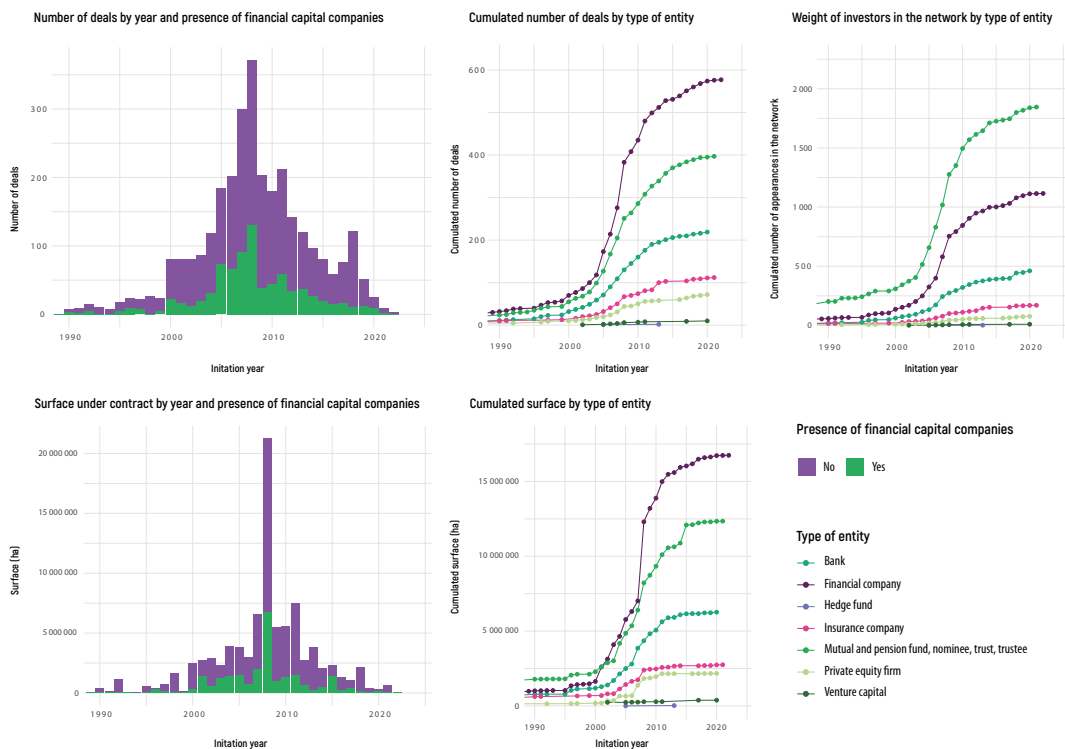 Number of deals by year and presence of financial capital companies
Number of deals
300
200
100
0
1990
2000
2010
2020
Initation year
Cumulated number of deals by type of entity
Cumulated number of deals
600
400
200
0
1990
2000
2010
2020
Initation year
Weight of investors in the network by type of entity
Cumulated number of appearances in the network
2 000
1 500
1 000
500
0
1990
2000
2010
2020
Initation year
Surface under contract by year and presence of financial capital companies
Surface (ha)
20 000 000
15 000 000
10 000 000
5 000 000
0
1990
2000
2010
2020
Initation year
Cumulated surface by type of entity
Cumulated surface (ha)
15 000 000
10 000 000
5 000 000
0
1990
2000
2010
2020
Initation year
Presence of financial capital companies
No Yes
Type of entity
Bank
Financial company
Hedge fund
Insurance company
Mutual and pension fund, nominee, trust, trustee
Private equity firm
Venture capital